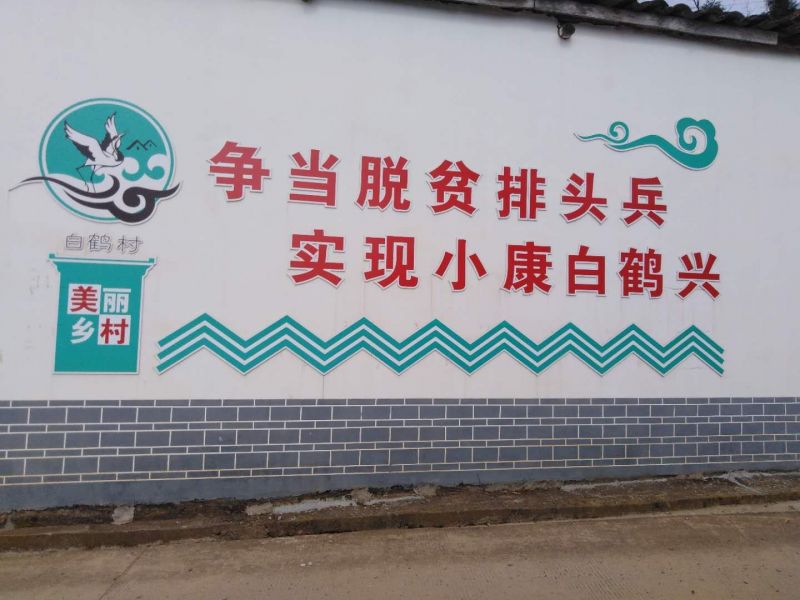 争当脱贫排头兵
实现小康白鹤兴
白鹤村
美丽
乡村